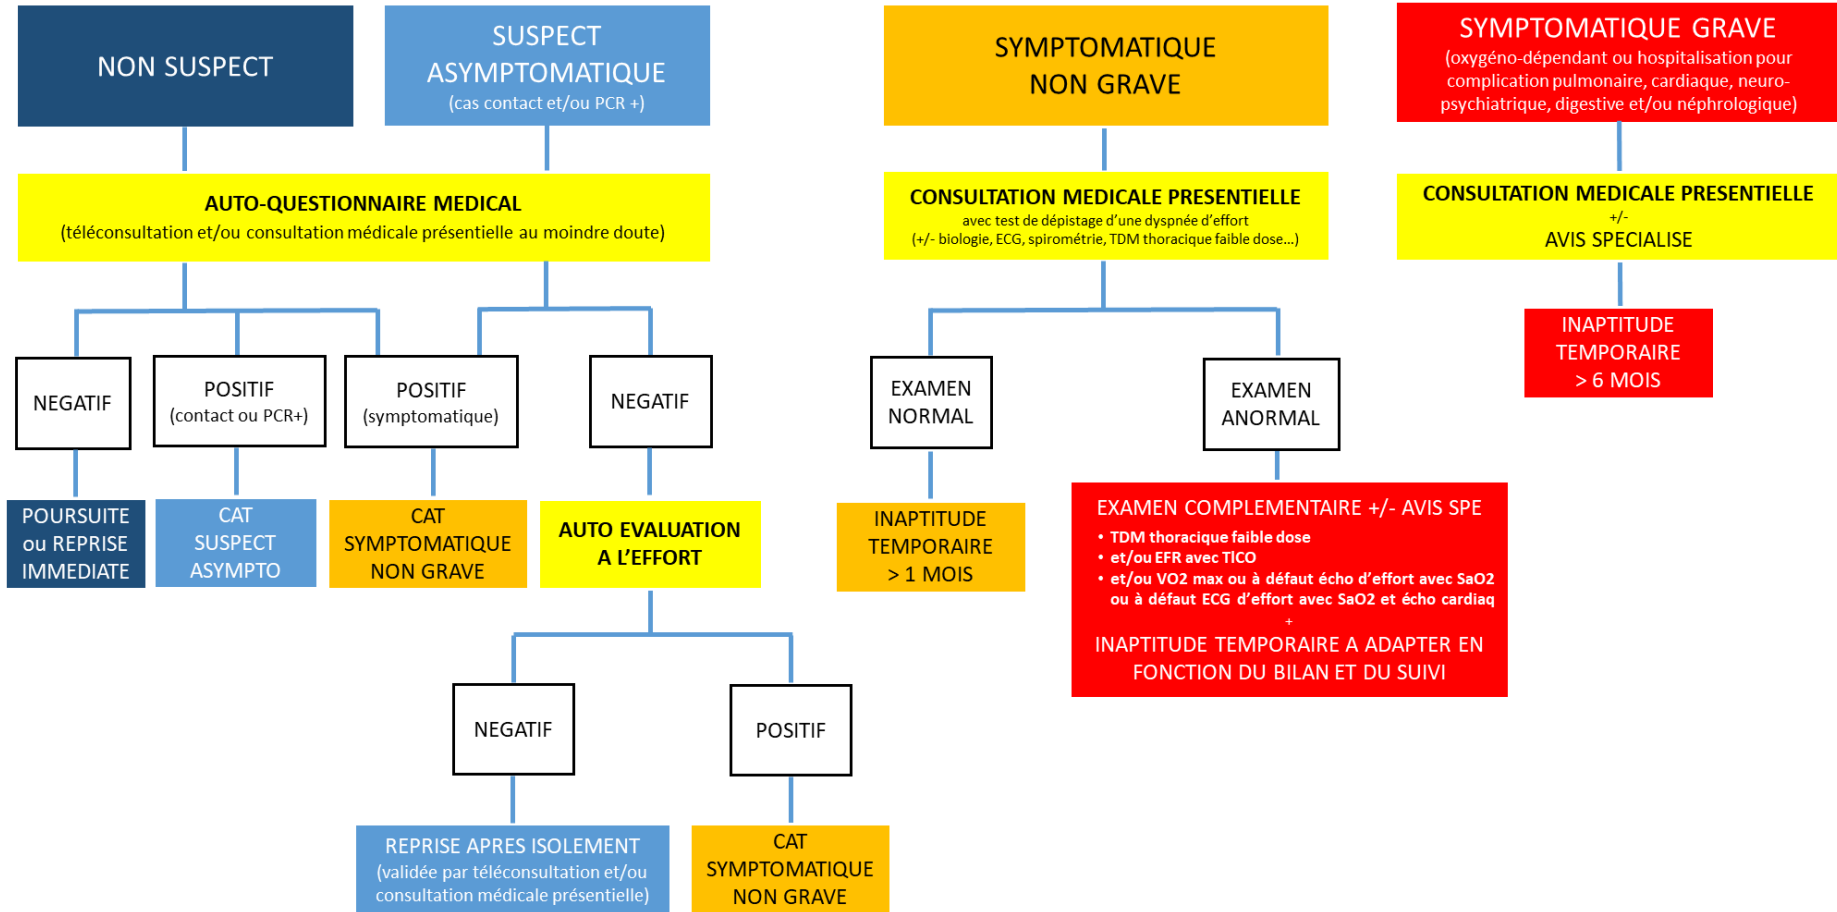 NON SUSPECT
SUSPECT
ASYMPTOMATIQUE
(cas contact et/ou PCR +)
SYMPTOMATIQUE
NON GRAVE
SYMPTOMATIQUE GRAVE
(oxygéno-dépendant ou hospitalisation pour
complication pulmonaire, cardiaque, neuro-
psychiatrique, digestive et/ou néphrologique)
AUTO-QUESTIONNAIRE MEDICAL
(téléconsultation et/ou consultation médicale présentielle au moindre doute)
CONSULTATION MEDICALE PRESENTIELLE
avec test de dépistage d'une dyspnée d'effort
(+/- biologie, ECG, spirométrie, TDM thoracique faible dose...)
CONSULTATION MEDICALE PRESENTIELLE
+/-
AVIS SPECIALISE
NEGATIF
POSITIF
(contact ou PCR+)
POSITIF
(symptomatique)
NEGATIF
EXAMEN
NORMAL
EXAMEN
ANORMAL
INAPTITUDE
TEMPORAIRE
> 6 MOIS
POURSUITE
ou REPRISE
IMMEDIATE
CAT
SUSPECT
ASYMPTO
CAT
SYMPTOMATIQUE
NON GRAVE
AUTO EVALUATION
A L'EFFORT
INAPTITUDE
TEMPORAIRE
> 1 MOIS
EXAMEN COMPLEMENTAIRE +/- AVIS SPE
• TDM thoracique faible dose
• et/ou EFR avec TlCO
• et/ou VO2 max ou à défaut écho d'effort avec SaO2
ou à défaut ECG d'effort avec SaO2 et écho cardiaq
+
INAPTITUDE TEMPORAIRE A ADAPTER EN
FONCTION DU BILAN ET DU SUIVI
NEGATIF
POSITIF
REPRISE APRES ISOLEMENT
(validée par téléconsultation et/ou
consultation médicale présentielle)
CAT
SYMPTOMATIQUE
NON GRAVE